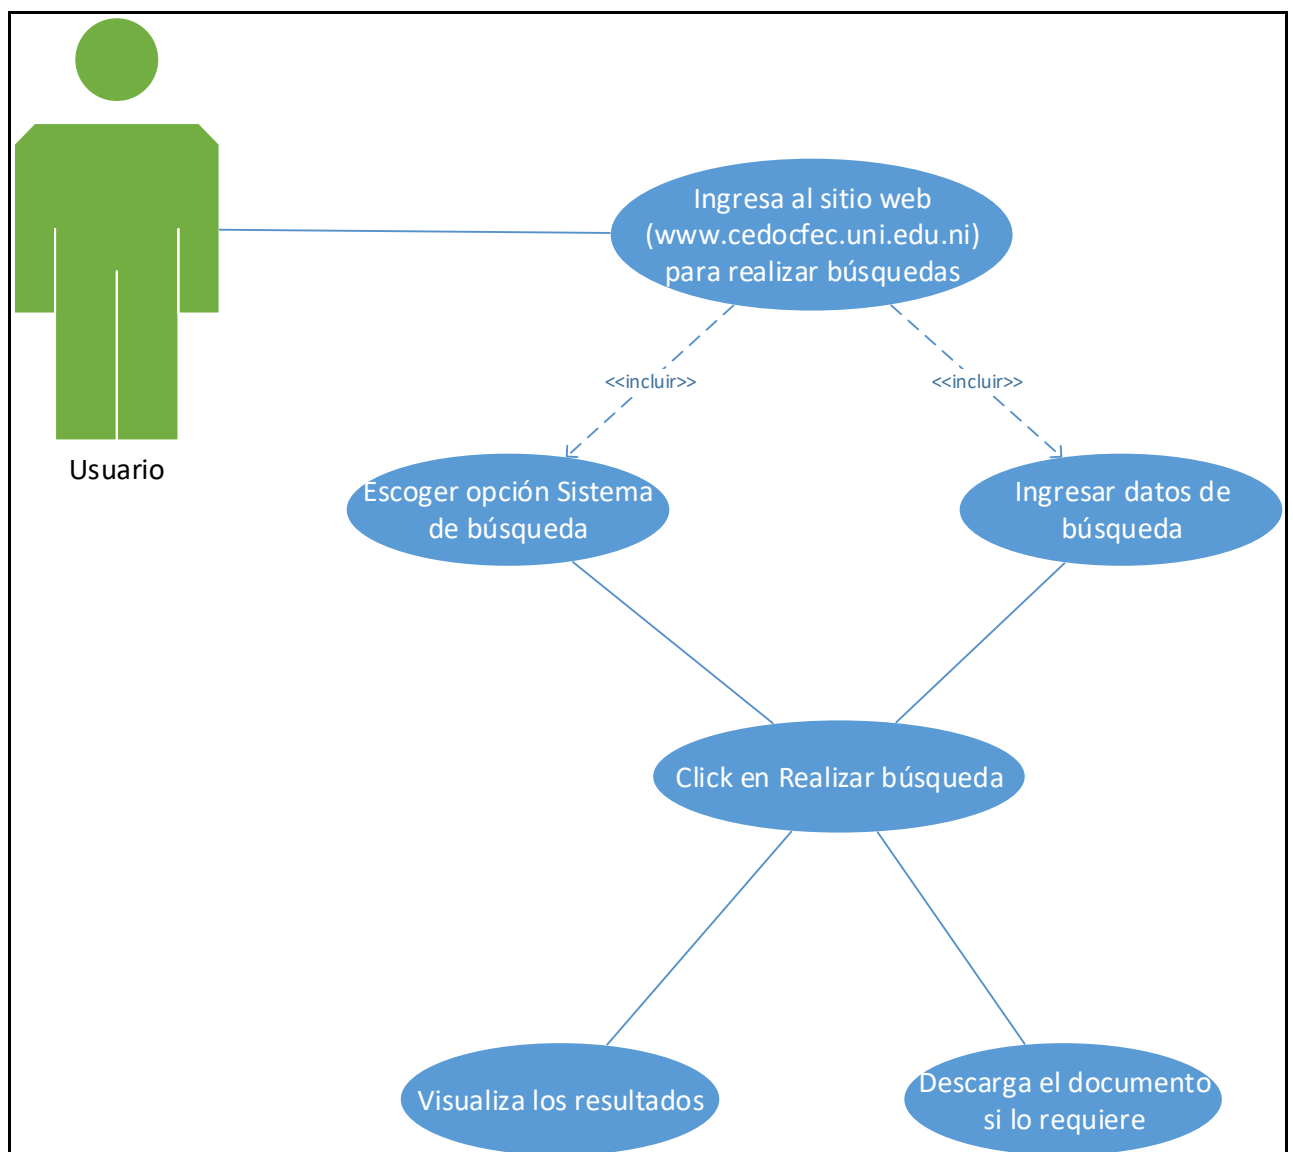 Ingresa al sitio web
(www.cedocfec.uni.edu.ni)
para realizar búsquedas
<<incluir>>
<<incluir>>
Usuario
Escoger opción Sistema
de búsqueda
Ingresar datos de
búsqueda
Click en Realizar búsqueda
Visualiza los resultados
Descarga el documento
si lo requiere